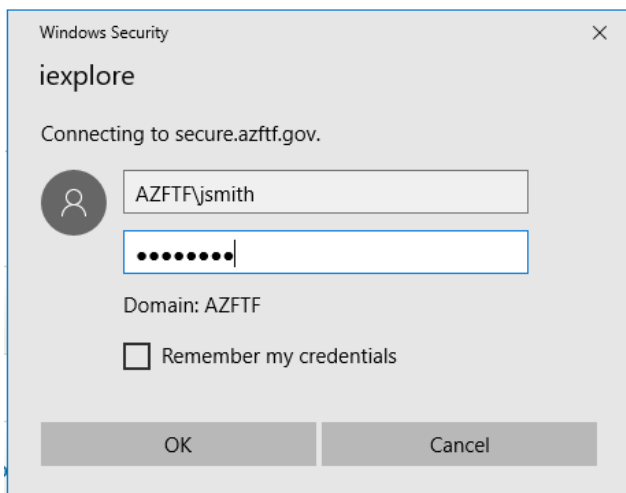 Windows Security
iexplore
Connecting to secure.azftf.gov.
AZFTF\jsmith
●●●●●●●●
Domain: AZFTF
Remember my credentials
OK
Cancel